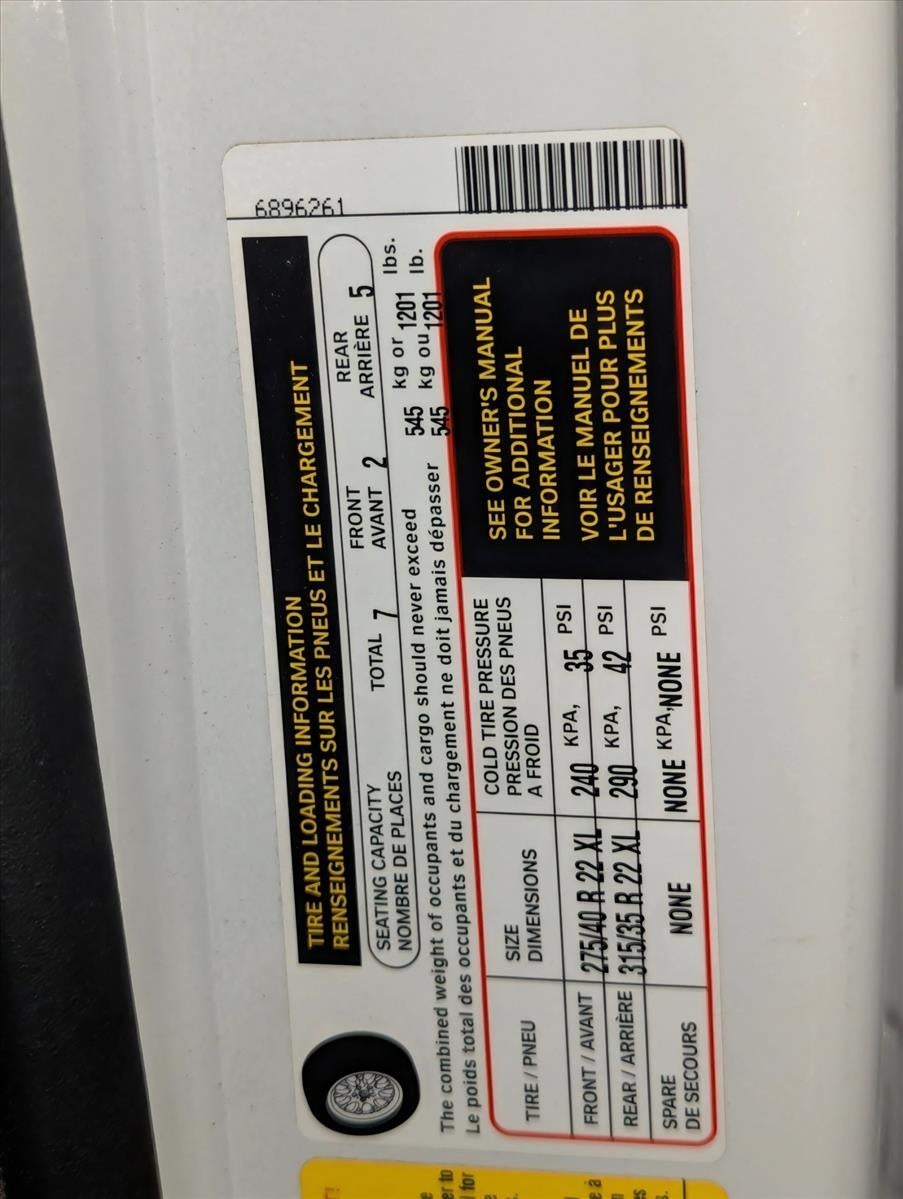 6896261
TIRE AND LOADING INFORMATION
RENSEIGNEMENTS SUR LES PNEUS ET LE CHARGEMENT
SEATING CAPACITY
NOMBRE DE PLACES
TOTAL 7
FRONT
AVANT 2
REAR
ARRIÈRE 5
The combined weight of occupants and cargo should never exceed 545 kg or 1201 lbs.
Le poids total des occupants et du chargement ne doit jamais dépasser 545 kg ou 1201 lb.
TIRE / PNEU
SIZE
DIMENSIONS
COLD TIRE PRESSURE
PRESSION DES PNEUS
A FROID
FRONT / AVANT 275/40 R 22 XL 240 KPA, 35 PSI
REAR / ARRIÈRE 315/35 R 22 XL 290 KPA, 42 PSI
SPARE
DE SECOURS
NONE NONE KPA, NONE PSI
SEE OWNER'S MANUAL
FOR ADDITIONAL
INFORMATION
VOIR LE MANUEL DE
L'USAGER POUR PLUS
DE RENSEIGNEMENTS
er to
for